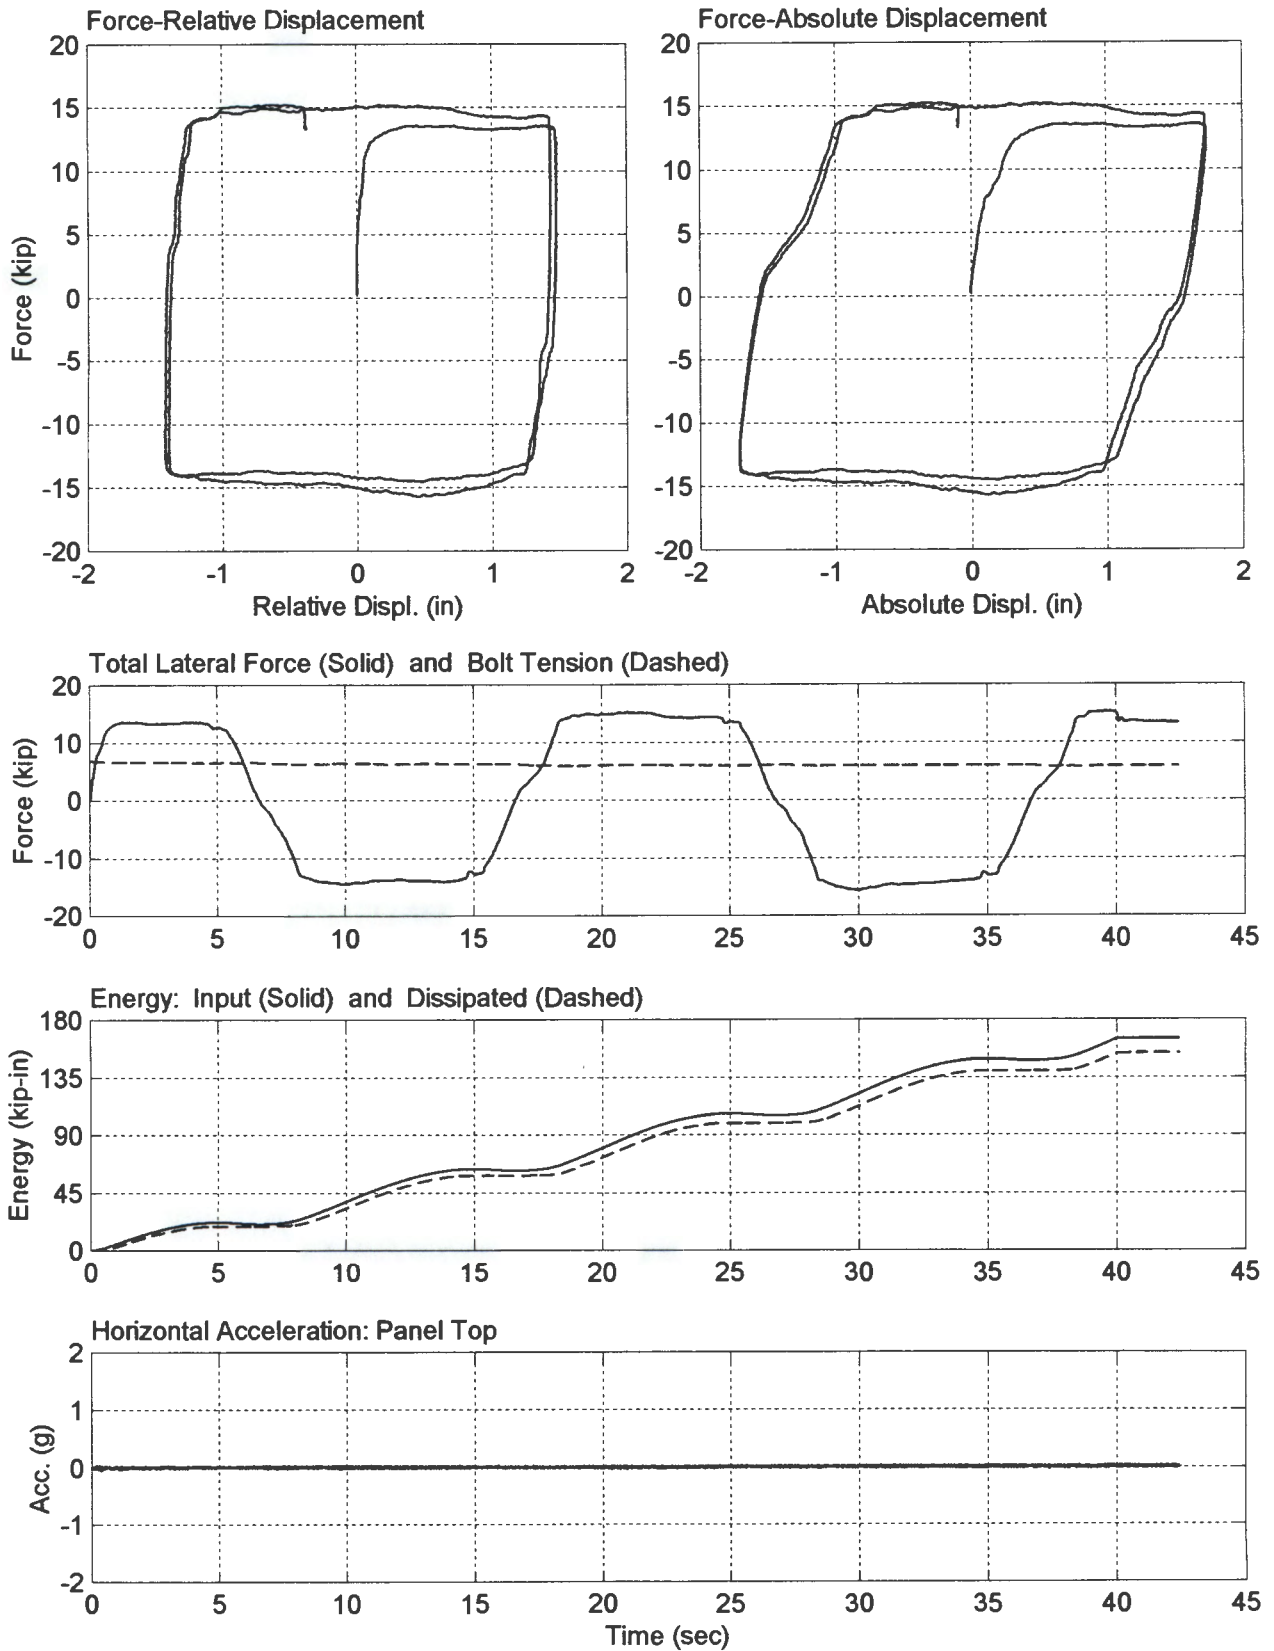 Force-Relative Displacement
20
15
10
5
0
-5
-10
-15
-20
Force (kip)
-2 -1 0 1 2
Relative Displ. (in)
Force-Absolute Displacement
20
15
10
5
0
-5
-10
-15
-20
-2 -1 0 1 2
Absolute Displ. (in)
Total Lateral Force (Solid) and Bolt Tension (Dashed)
20
10
0
-10
-20
Force (kip)
0 5 10 15 20 25 30 35 40 45
Energy: Input (Solid) and Dissipated (Dashed)
180
135
90
45
0
Energy (kip-in)
0 5 10 15 20 25 30 35 40 45
Horizontal Acceleration: Panel Top
2
1
0
-1
-2
Acc. (g)
0 5 10 15 20 25 30 35 40 45
Time (sec)